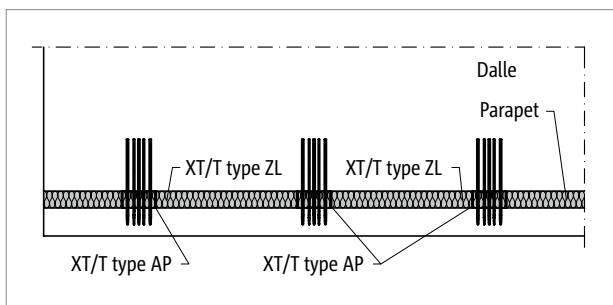 Dalle
Parapet
XT/T type ZL
XT/T type ZL
XT/T type AP
XT/T type AP